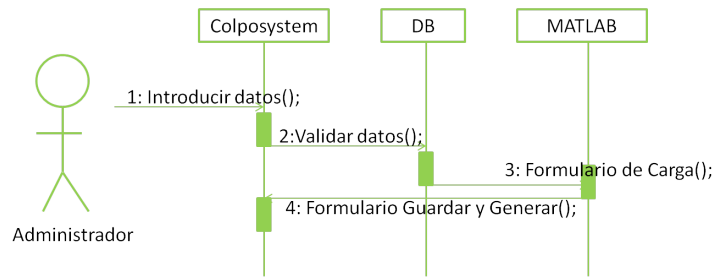 Colposystem
DB
MATLAB
1: Introducir datos();
2:Validar datos();
3: Formulario de Carga();
4: Formulario Guardar y Generar();
Administrador